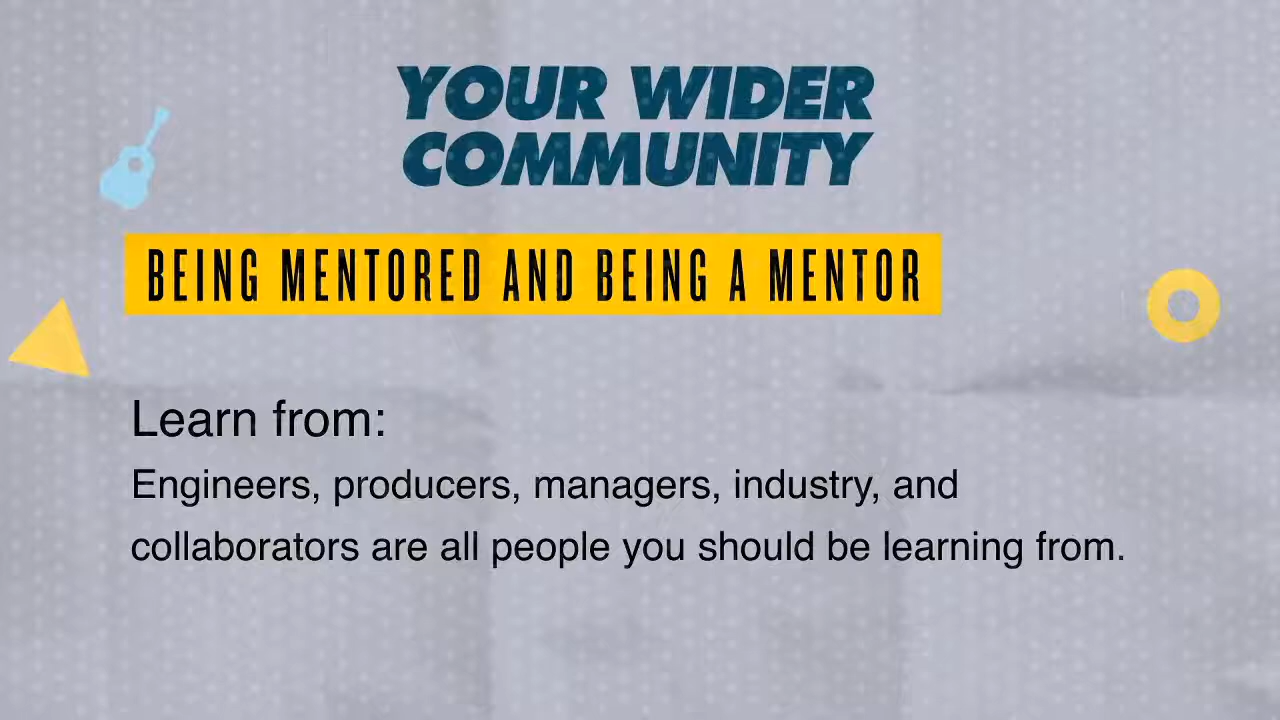 YOUR WIDER
COMMUNITY
BEING MENTORED AND BEING A MENTOR
Learn from:
Engineers, producers, managers, industry, and
collaborators are all people you should be learning from.